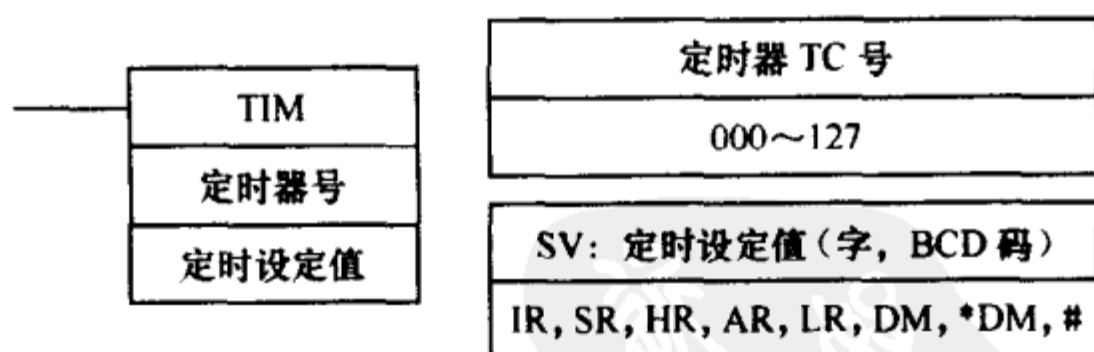 TIM
定时器号
定时设定值
定时器 TC 号
000～127
SV: 定时设定值(字, BCD 码)
IR, SR, HR, AR, LR, DM, *DM, #